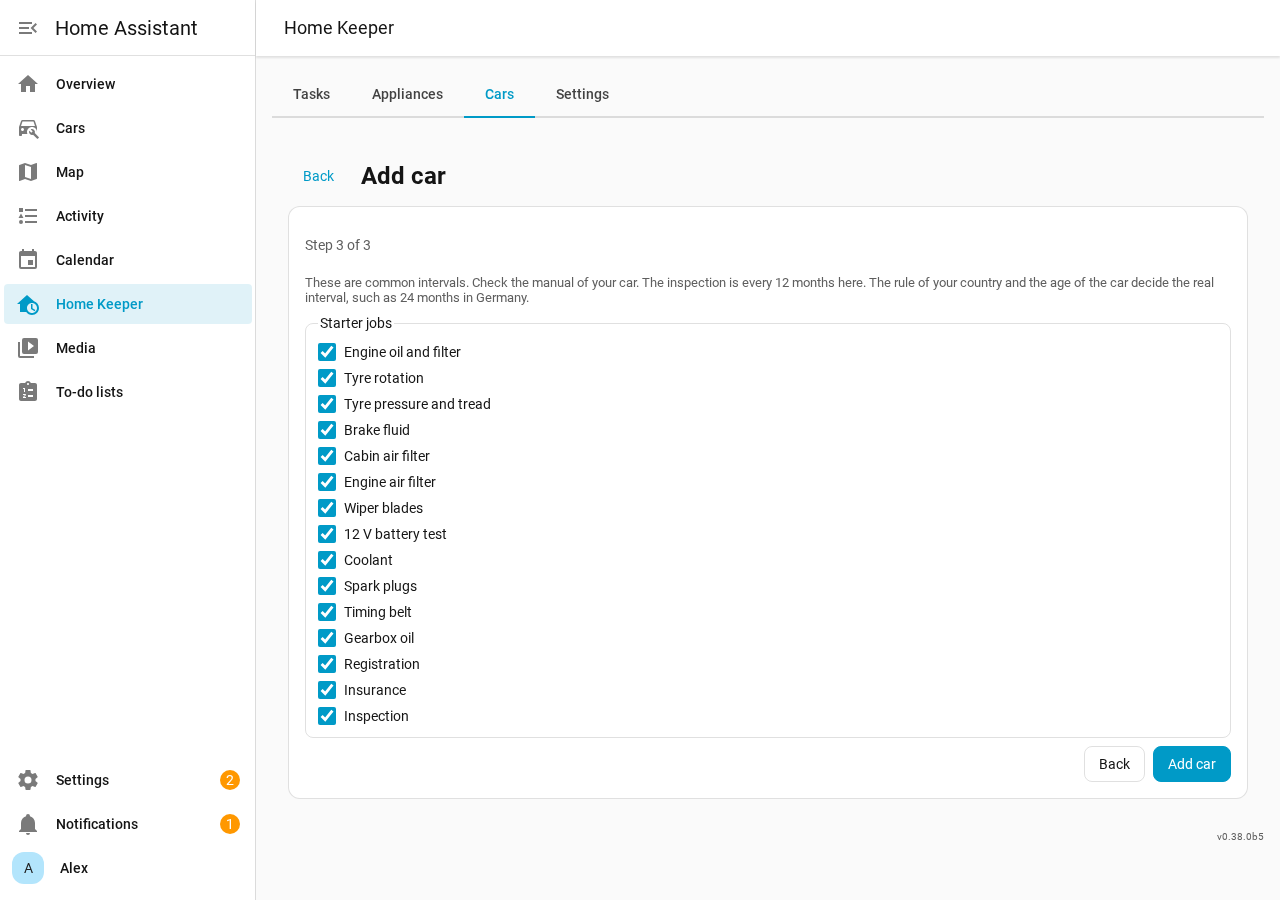 Home Assistant
Home Keeper
Overview
Cars
Map
Activity
Calendar
Home Keeper
Media
To-do lists
Settings
2
Notifications
1
A
Alex
Tasks
Appliances
Cars
Settings
Back
Add car
Step 3 of 3
These are common intervals. Check the manual of your car. The inspection is every 12 months here. The rule of your country and the age of the car decide the real
interval, such as 24 months in Germany.
Starter jobs
Engine oil and filter
Tyre rotation
Tyre pressure and tread
Brake fluid
Cabin air filter
Engine air filter
Wiper blades
12 V battery test
Coolant
Spark plugs
Timing belt
Gearbox oil
Registration
Insurance
Inspection
Back
Add car
v0.38.0b5